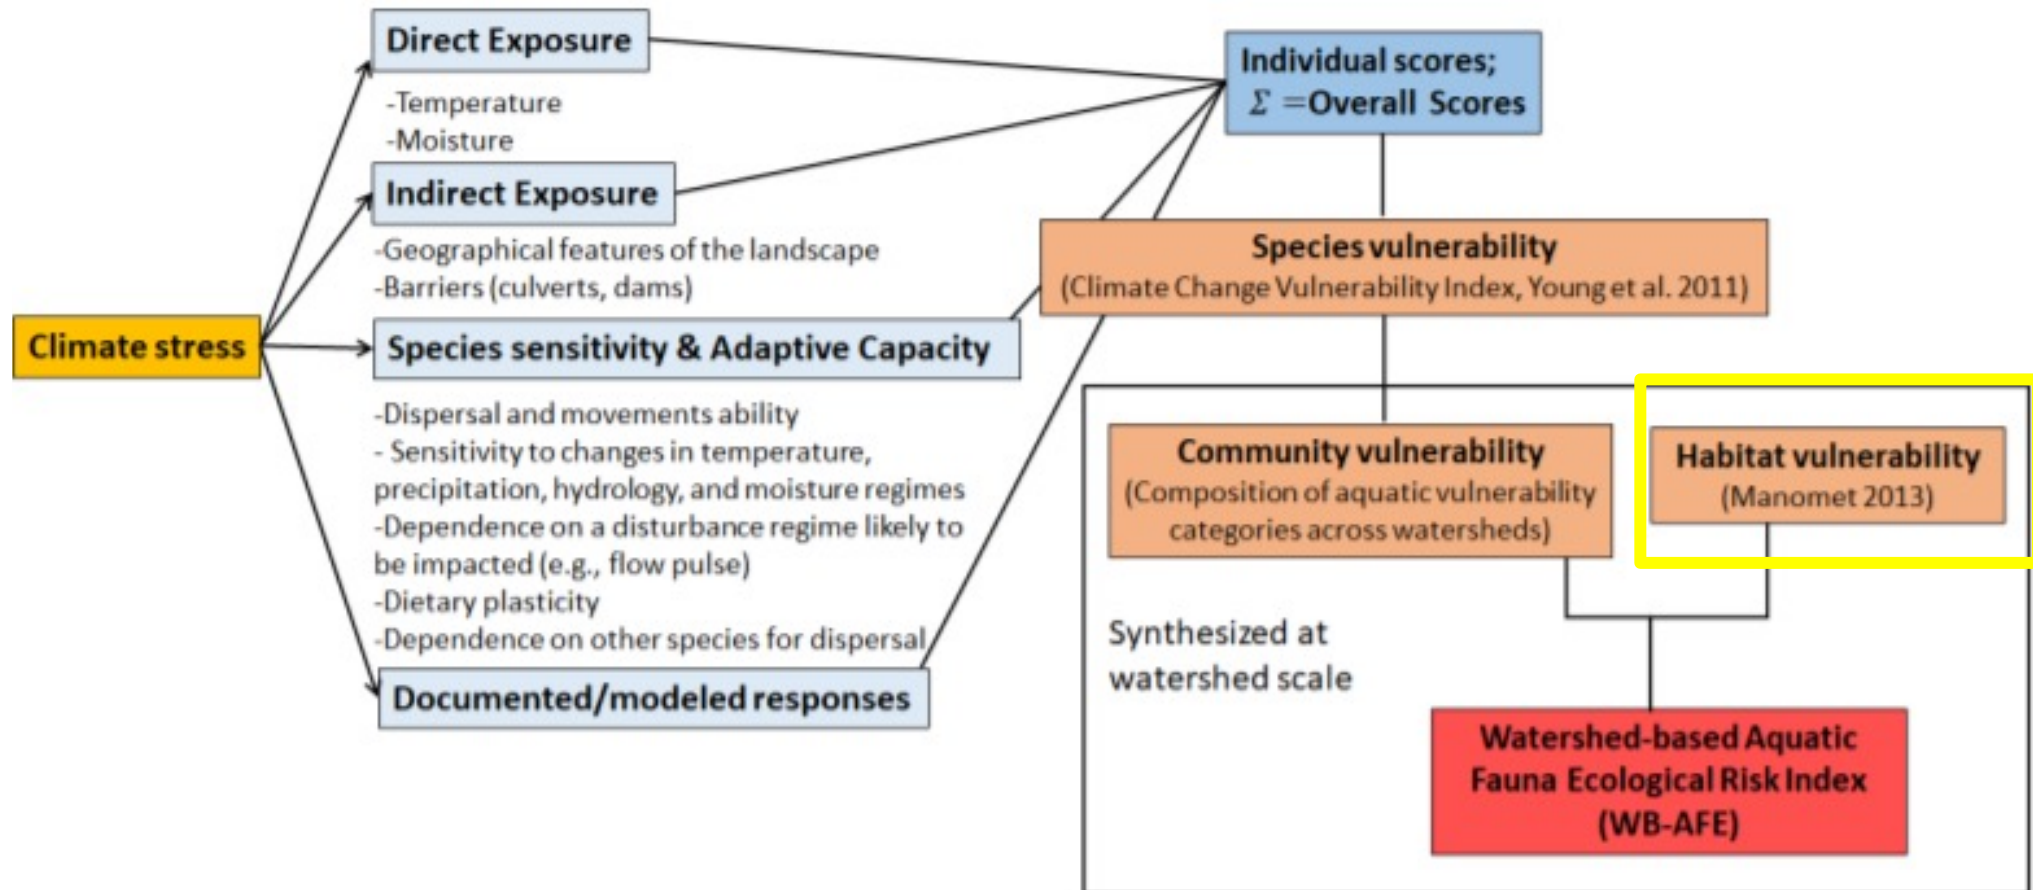 Direct Exposure
-Temperature
-Moisture
Indirect Exposure
-Geographical features of the landscape
-Barriers (culverts, dams)
Climate stress
Species sensitivity & Adaptive Capacity
-Dispersal and movements ability
- Sensitivity to changes in temperature,
precipitation, hydrology, and moisture regimes
-Dependence on a disturbance regime likely to
be impacted (e.g., flow pulse)
-Dietary plasticity
-Dependence on other species for dispersal
Documented/modeled responses
Individual scores;
Σ =Overall Scores
Species vulnerability
(Climate Change Vulnerability Index, Young et al. 2011)
Community vulnerability
(Composition of aquatic vulnerability
categories across watersheds)
Habitat vulnerability
(Manomet 2013)
Synthesized at
watershed scale
Watershed-based Aquatic
Fauna Ecological Risk Index
(WB-AFE)